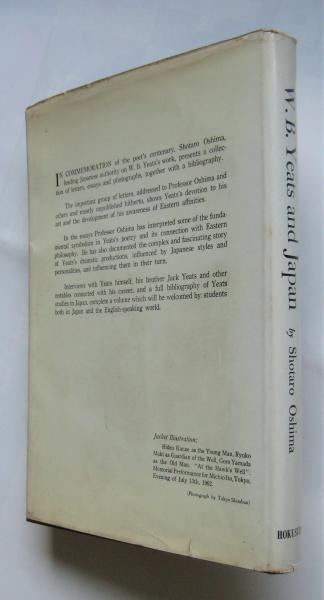 IN COMMEMORATION of the poet's centenary, Shotaro Oshima,
leading Japanese authority on W. B. Yeats's work, presents a collec-
tion of letters, essays and photographs, together with a bibliography.
The important group of letters, addressed to Professor Oshima and
others and mostly unpublished hitherto, shows Yeats's devotion to his
art and the development of his awareness of Eastern affinities.
In the essays Professor Oshima has interpreted some of the funda-
mental symbolism in Yeats's poetry and its connection with Eastern
philosophy. He has also documented the complex and fascinating story
of Yeats's dramatic productions, influenced by Japanese styles and
personalities, and influencing them in their turn.
Interviews with Yeats himself, his brother Jack Yeats and other
notables connected with his career, and a full bibliography of Yeats
studies in Japan, complete a volume which will be welcomed by students
both in Japan and the English-speaking world.
Jacket Illustration:
Hideo Kanze as the Young Man, Ryuko
Maki as Guardian of the Well, Goro Yamada
as the Old Man. "At the Hawk's Well":
Memorial Performance for Michio Ito, Tokyo,
Evening of July 13th, 1962.
(Photograph by Tokyo Shimbun)
W. B. Yeats and Japan
by Shotaro Oshima